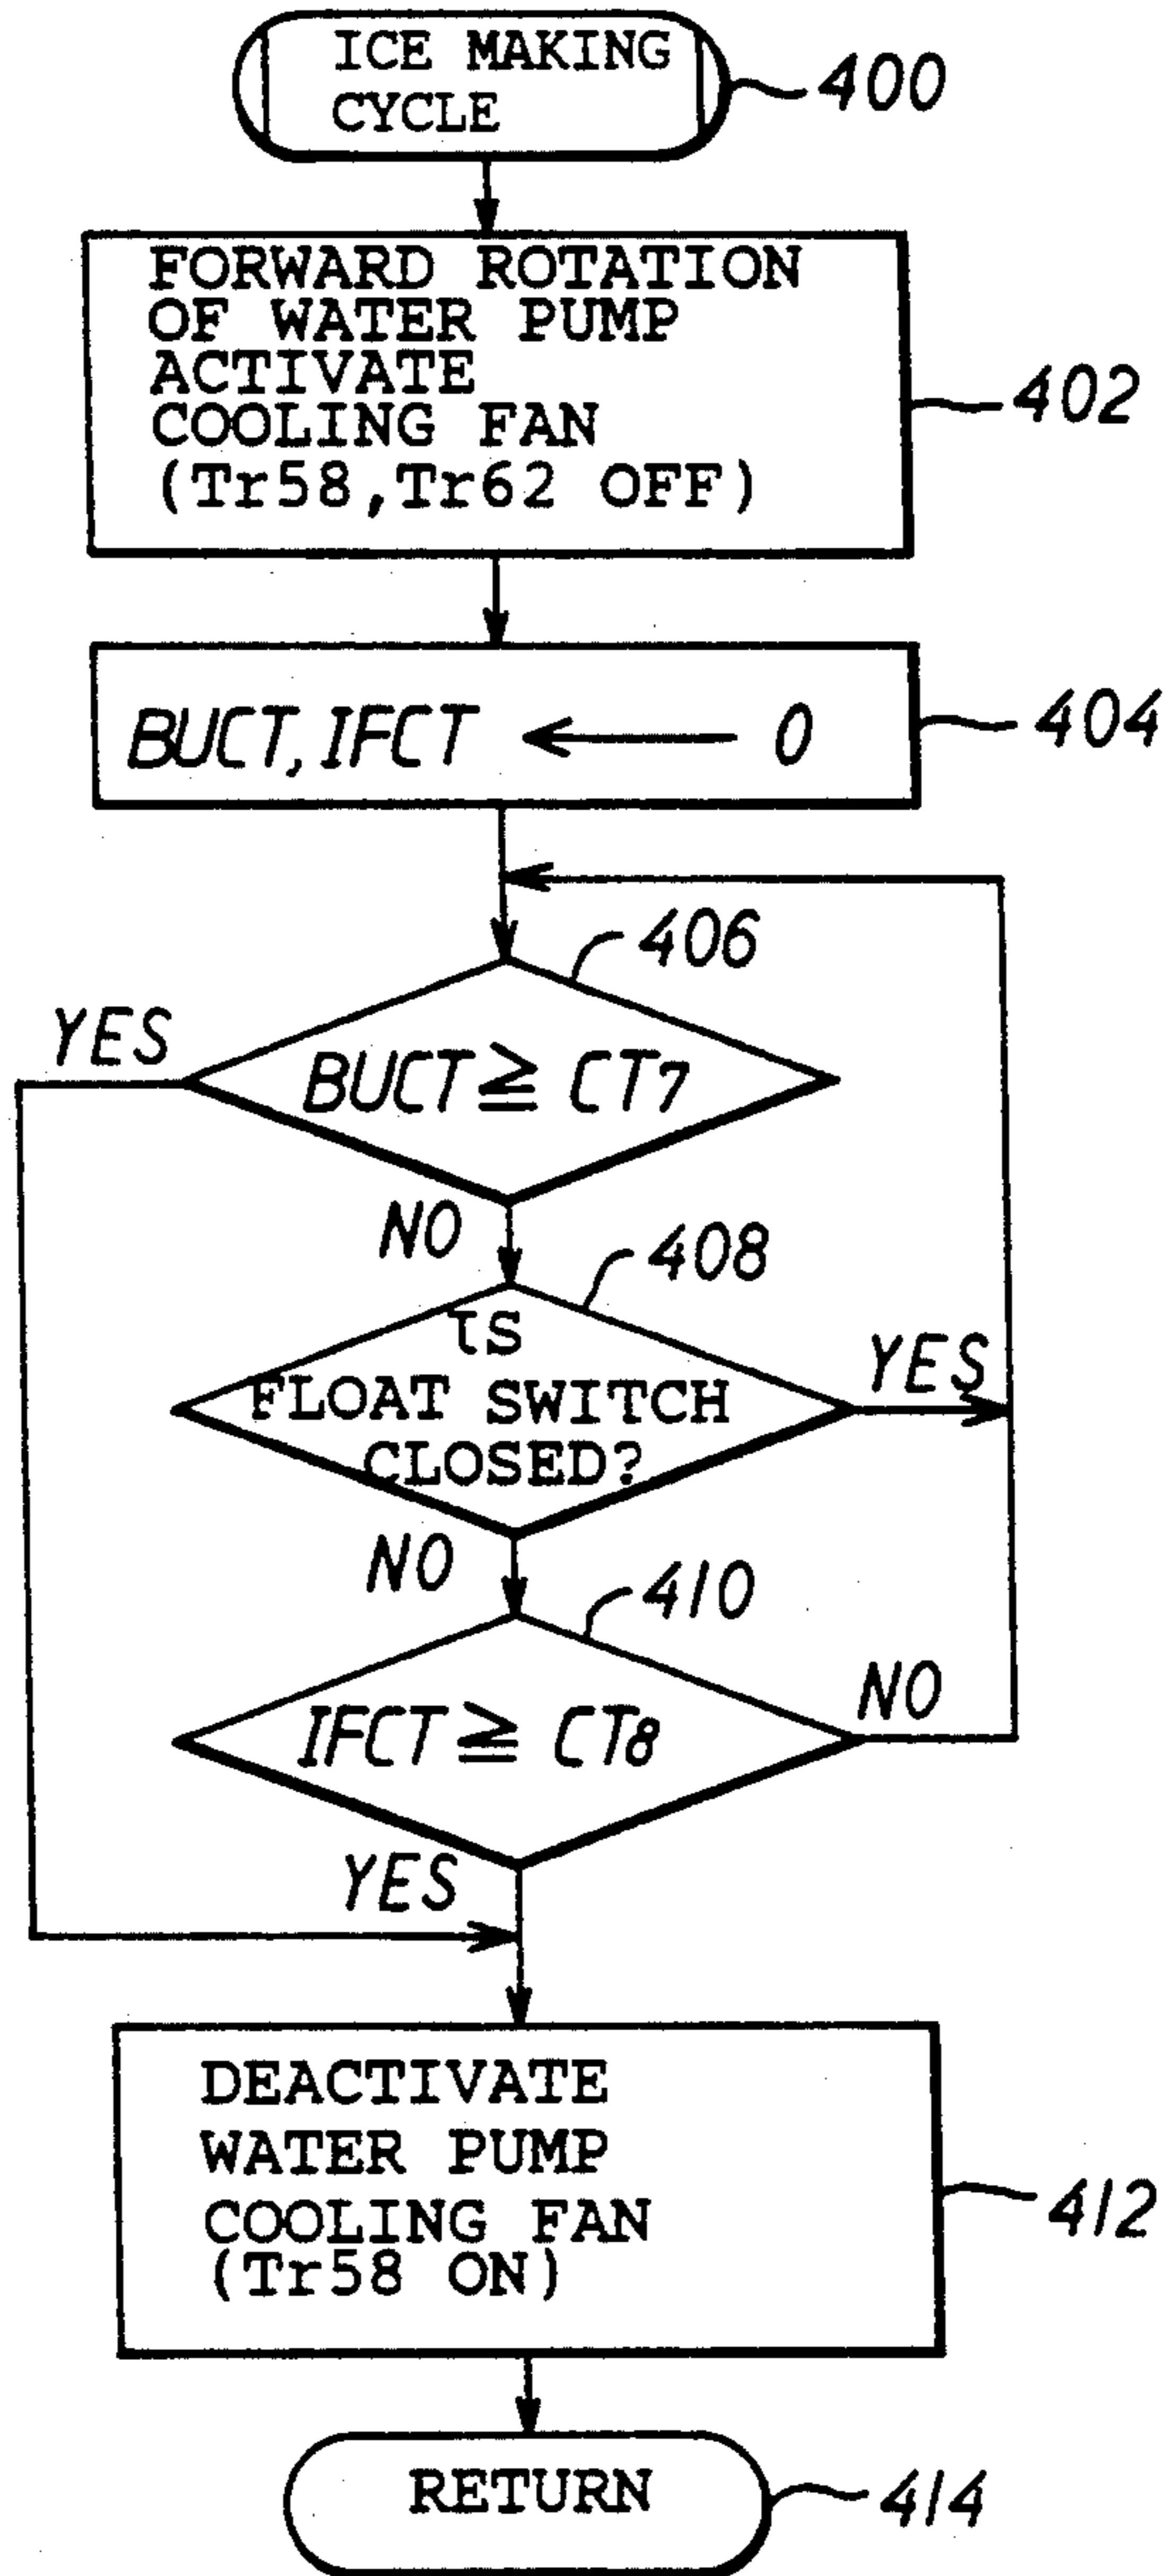 ICE MAKING
CYCLE
400
FORWARD ROTATION
OF WATER PUMP
ACTIVATE
COOLING FAN
(Tr58,Tr62 OFF)
402
BUCT, IFCT ← 0
404
406
YES
BUCT ≧ CT7
NO
408
IS
FLOAT SWITCH
CLOSED?
YES
NO
410
IFCT ≧ CT8
NO
YES
DEACTIVATE
WATER PUMP
COOLING FAN
(Tr58 ON)
412
RETURN
414